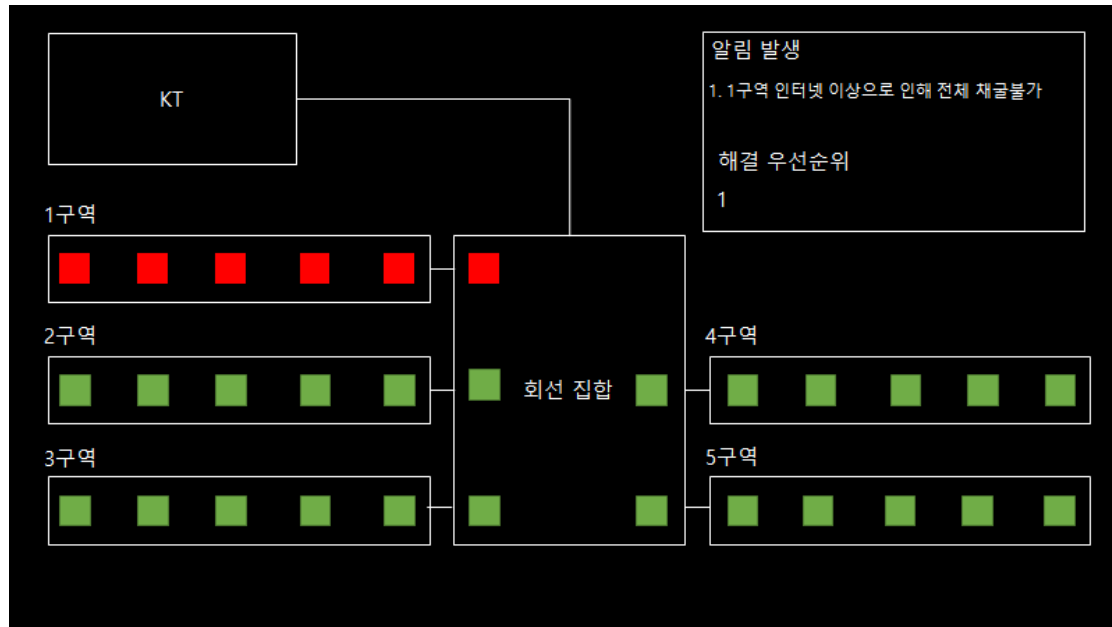 KT
알림 발생
1. 1구역 인터넷 이상으로 인해 전체 채굴불가
해결 우선순위
1
1구역
2구역
3구역
회선 집합
4구역
5구역